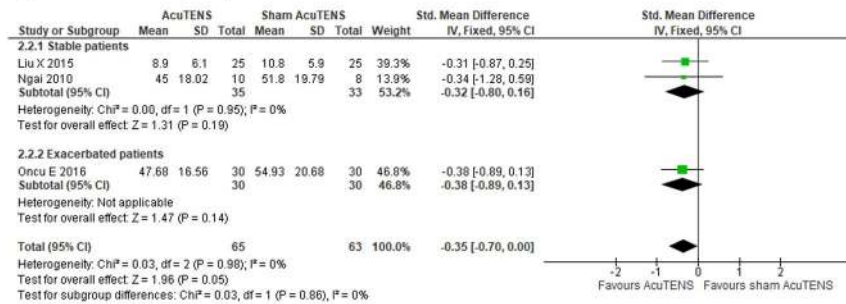 AcuTENS Sham AcuTENS Std. Mean Difference Std. Mean Difference
Study or Subgroup Mean SD Total Mean SD Total Weight IV, Fixed, 95% CI IV, Fixed, 95% CI
2.2.1 Stable patients
Liu X 2015 8.9 6.1 25 10.8 5.9 25 39.3% -0.31 [-0.87, 0.25]
Ngai 2010 45 18.02 10 51.8 19.79 8 13.9% -0.34 [-1.28, 0.59]
Subtotal (95% CI) 35 33 53.2% -0.32 [-0.80, 0.16]
Heterogeneity: Chi² = 0.00, df = 1 (P = 0.95); I² = 0%
Test for overall effect: Z = 1.31 (P = 0.19)
2.2.2 Exacerbated patients
Oncu E 2016 47.68 16.56 30 54.93 20.68 30 46.8% -0.38 [-0.89, 0.13]
Subtotal (95% CI) 30 30 46.8% -0.38 [-0.89, 0.13]
Heterogeneity: Not applicable
Test for overall effect: Z = 1.47 (P = 0.14)
Total (95% CI) 65 63 100.0% -0.35 [-0.70, 0.00]
Heterogeneity: Chi² = 0.03, df = 2 (P = 0.98); I² = 0%
Test for overall effect: Z = 1.96 (P = 0.05)
Test for subgroup differences: Chi² = 0.03, df = 1 (P = 0.86), I² = 0%
-2 -1 0 1 2
Favours AcuTENS Favours sham AcuTENS